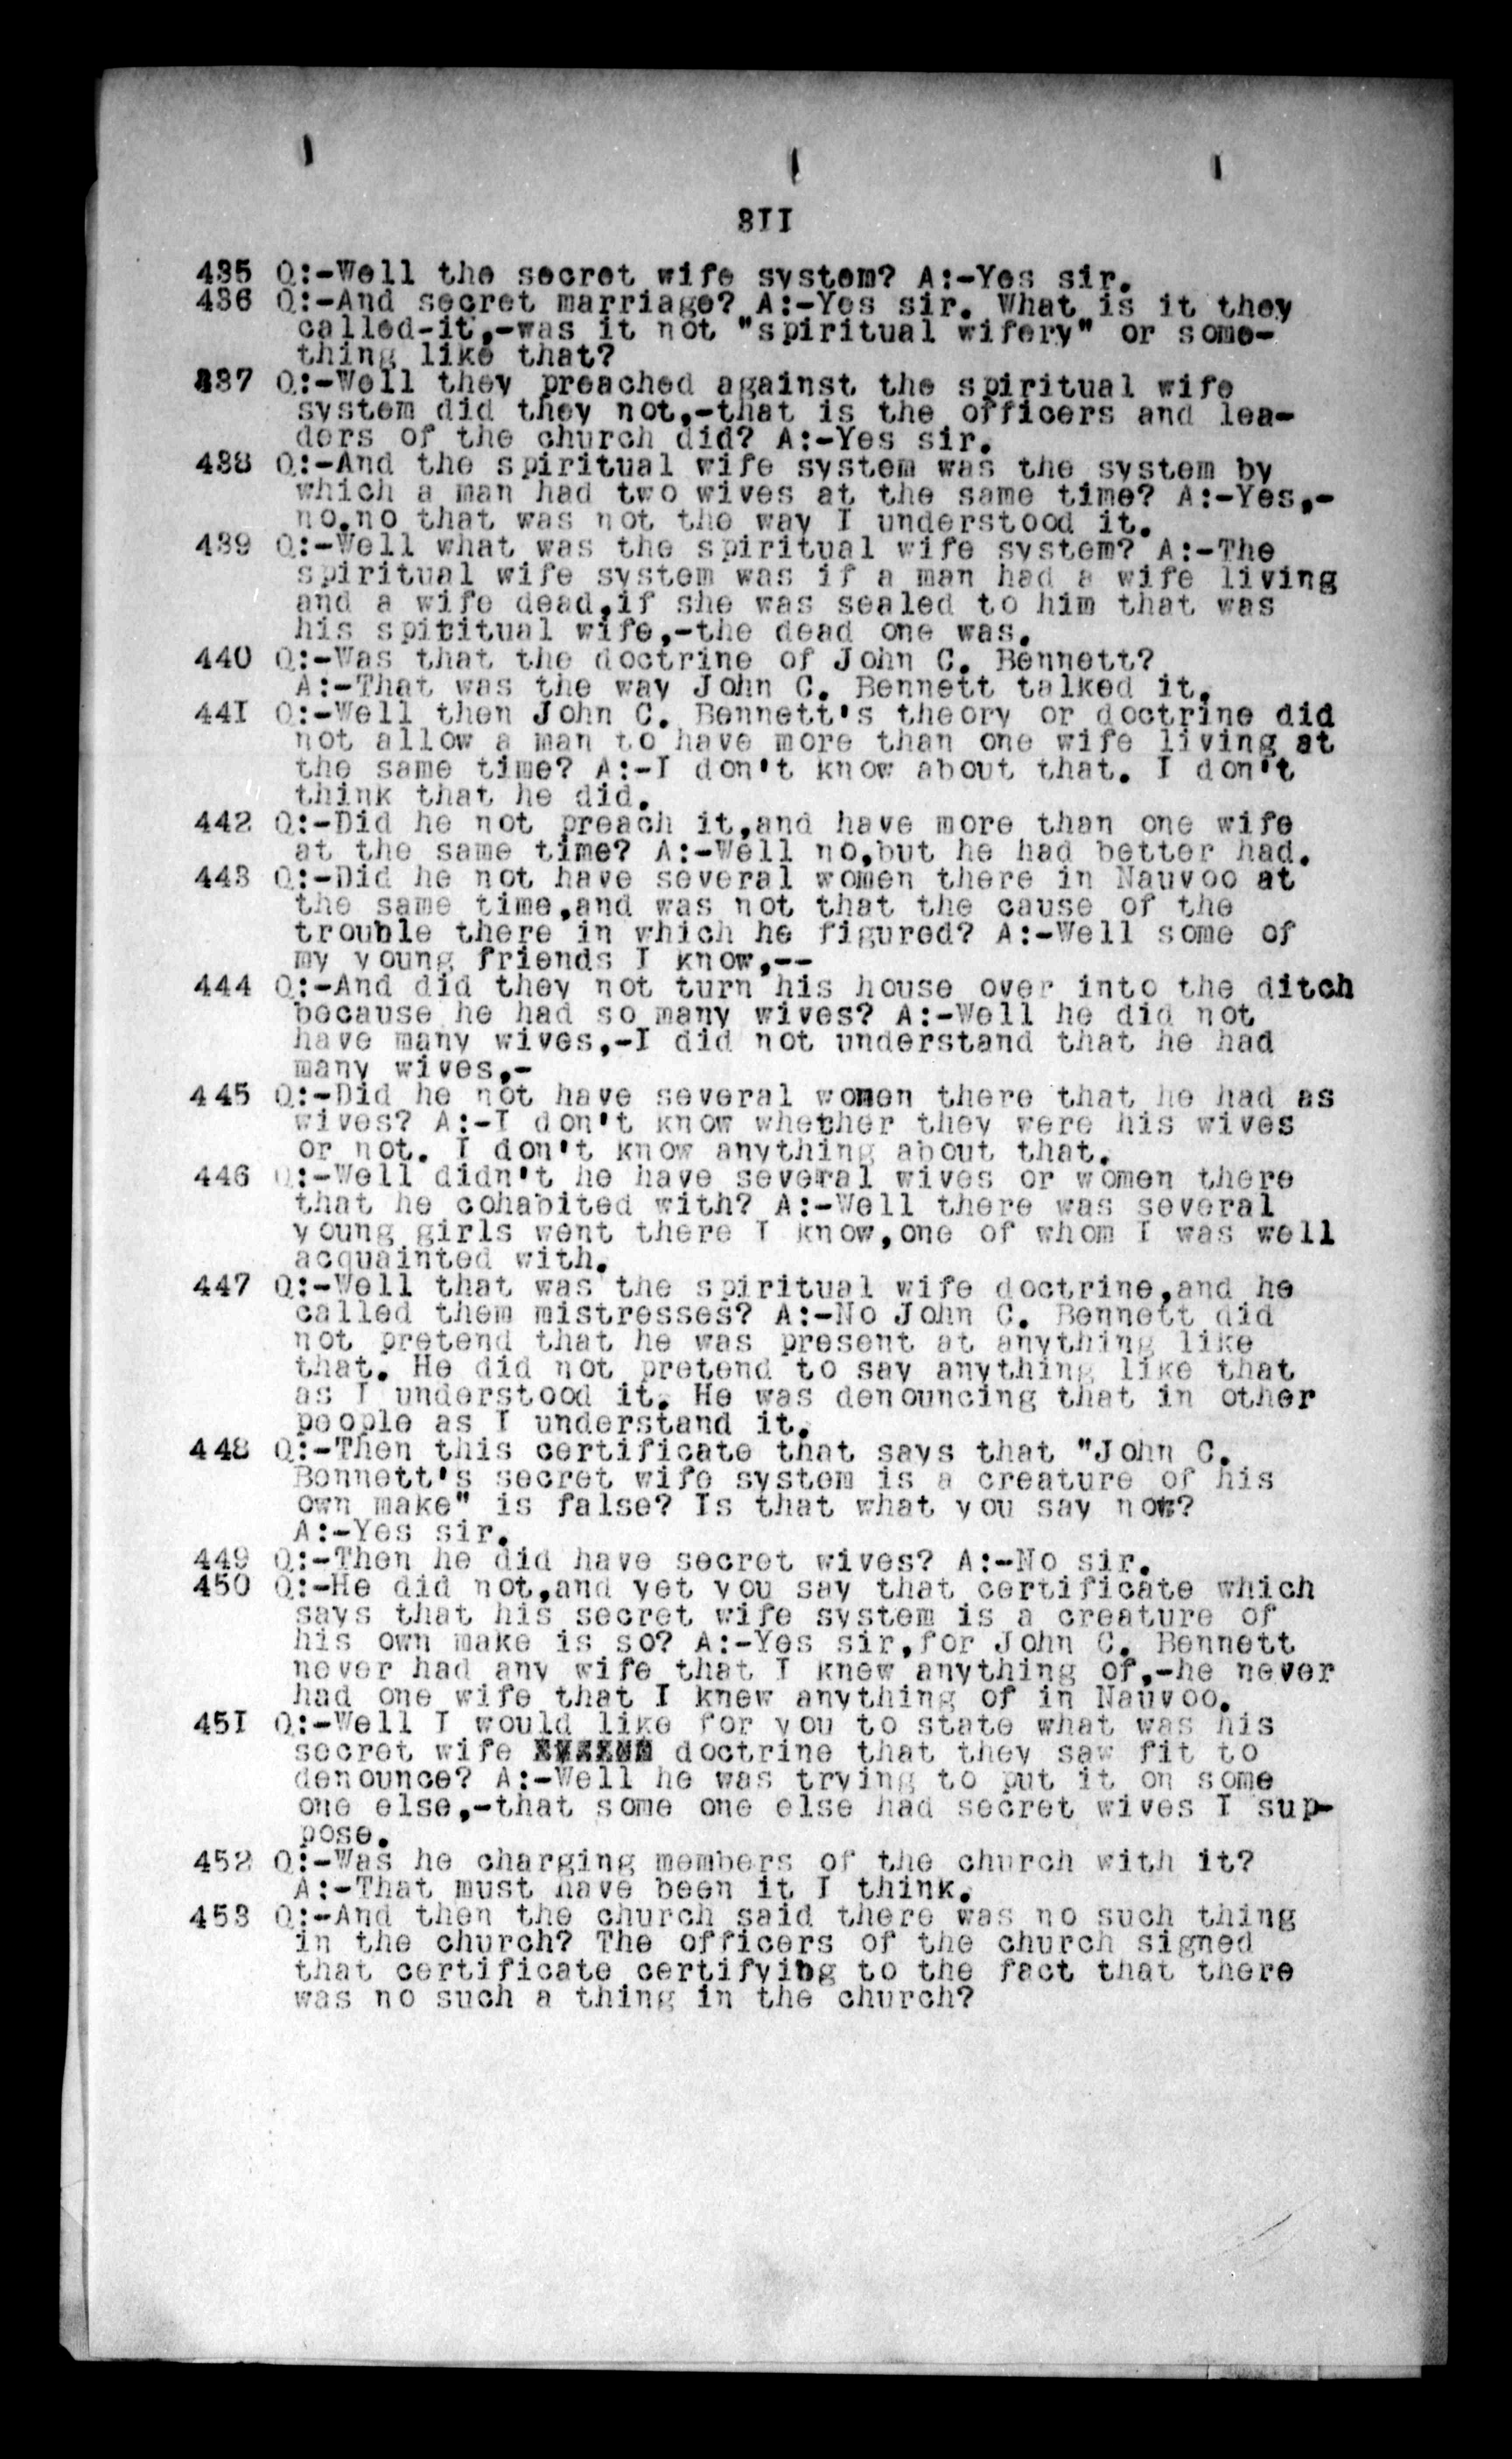 311
435 Q:-Well the secret wife system? A:-Yes sir.
436 Q:-And secret marriage? A:-Yes sir. What is it they
called-it,-was it not "spiritual wifery" or some-
thing like that?
437 Q:-Well they preached against the spiritual wife
system did they not,-that is the officers and lea-
ders of the church did? A:-Yes sir.
438 Q:-And the spiritual wife system was the system by
which a man had two wives at the same time? A:-Yes,-
no.no that was not the way I understood it.
439 Q:-Well what was the spiritual wife system? A:-The
spiritual wife system was if a man had a wife living
and a wife dead,if she was sealed to him that was
his spititual wife,-the dead one was.
440 Q:-Was that the doctrine of John C. Bennett?
A:-That was the way John C. Bennett talked it.
441 Q:-Well then John C. Bennett's theory or doctrine did
not allow a man to have more than one wife living at
the same time? A:-I don't know about that. I don't
think that he did.
442 Q:-Did he not preach it,and have more than one wife
at the same time? A:-Well no,but he had better had.
443 Q:-Did he not have several women there in Nauvoo at
the same time,and was not that the cause of the
trouble there in which he figured? A:-Well some of
my young friends I know,--
444 Q:-And did they not turn his house over into the ditch
because he had so many wives? A:-Well he did not
have many wives,-I did not understand that he had
many wives,-
445 Q:-Did he not have several women there that he had as
wives? A:-I don't know whether they were his wives
or not. I don't know anything about that.
446 Q:-Well didn't he have several wives or women there
that he cohabited with? A:-Well there was several
young girls went there I know,one of whom I was well
acquainted with.
447 Q:-Well that was the spiritual wife doctrine,and he
called them mistresses? A:-No John C. Bennett did
not pretend that he was present at anything like
that. He did not pretend to say anything like that
as I understood it. He was denouncing that in other
people as I understand it.
448 Q:-Then this certificate that says that "John C.
Bennett's secret wife system is a creature of his
own make" is false? Is that what you say now?
A:-Yes sir.
449 Q:-Then he did have secret wives? A:-No sir.
450 Q:-He did not,and yet you say that certificate which
says that his secret wife system is a creature of
his own make is so? A:-Yes sir,for John C. Bennett
never had any wife that I knew anything of,-he never
had one wife that I knew anything of in Nauvoo.
451 Q:-Well I would like for you to state what was his
secret wife doctrine that they saw fit to
denounce? A:-Well he was trying to put it on some
one else,-that some one else had secret wives I sup-
pose.
452 Q:-Was he charging members of the church with it?
A:-That must have been it I think.
453 Q:-And then the church said there was no such thing
in the church? The officers of the church signed
that certificate certifying to the fact that there
was no such a thing in the church?